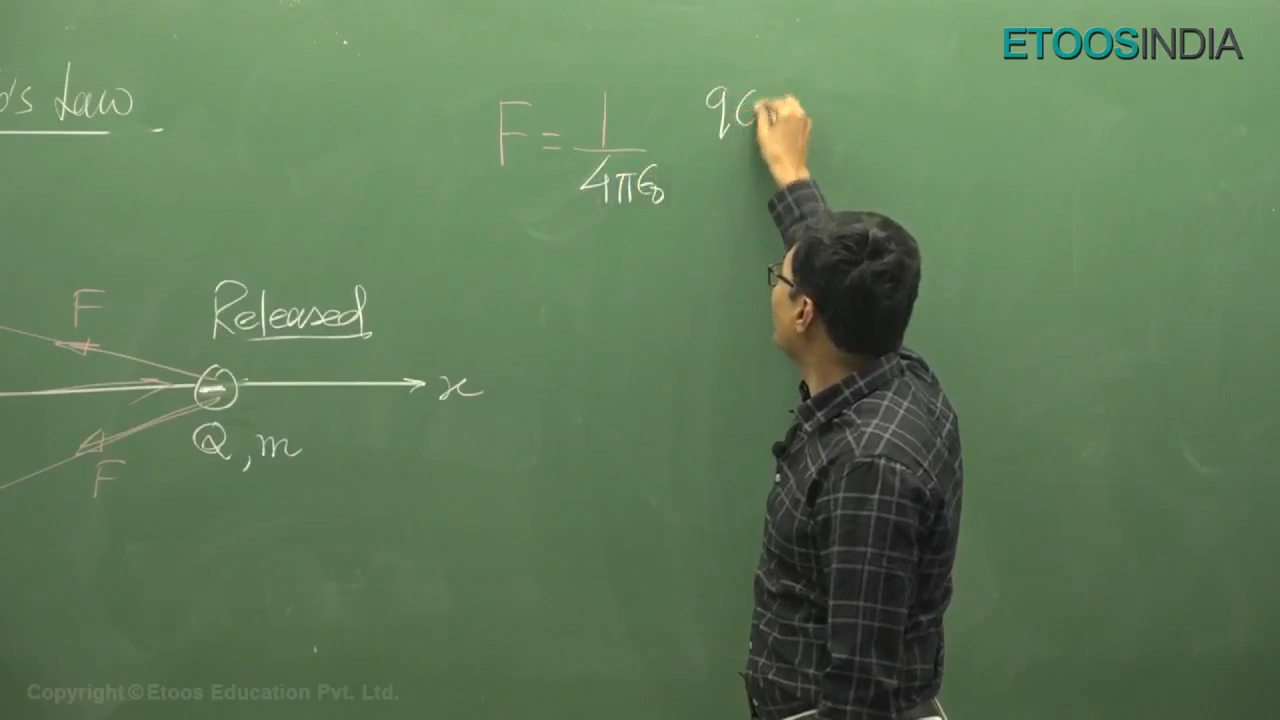 ETOOSINDIA
's Law
F = 1/4πϵ₀ q
F
Released
x
Q, m
F
Copyright © Etoos Education Pvt. Ltd.